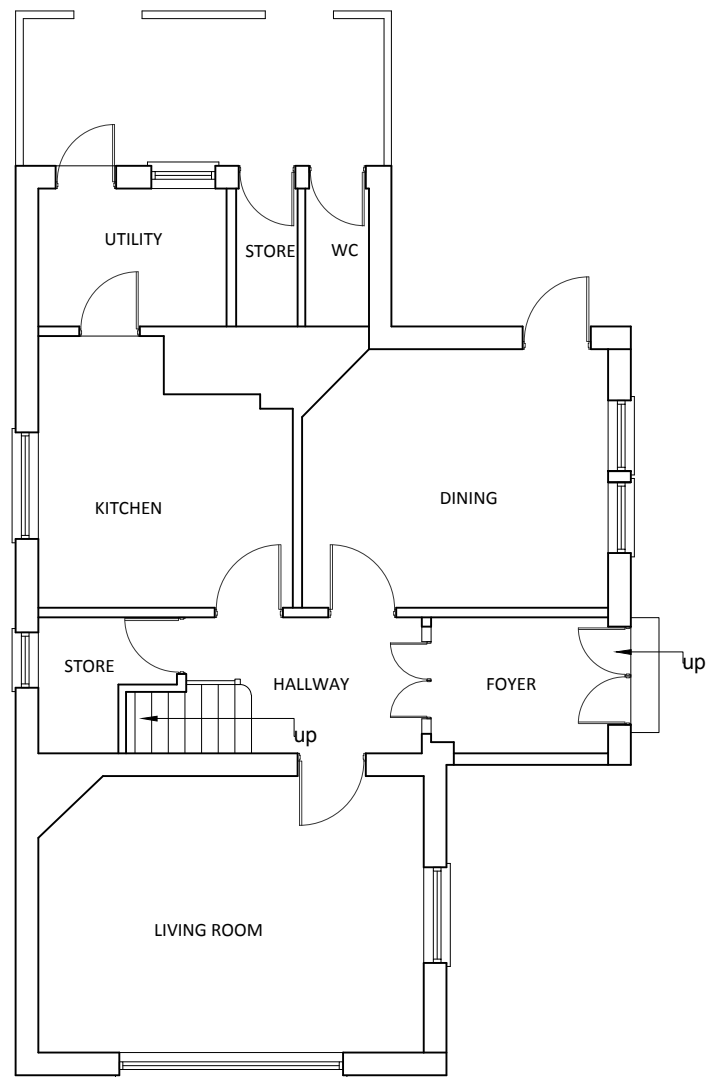 UTILITY
STORE
WC
KITCHEN
DINING
STORE
HALLWAY
FOYER
up
up
LIVING ROOM